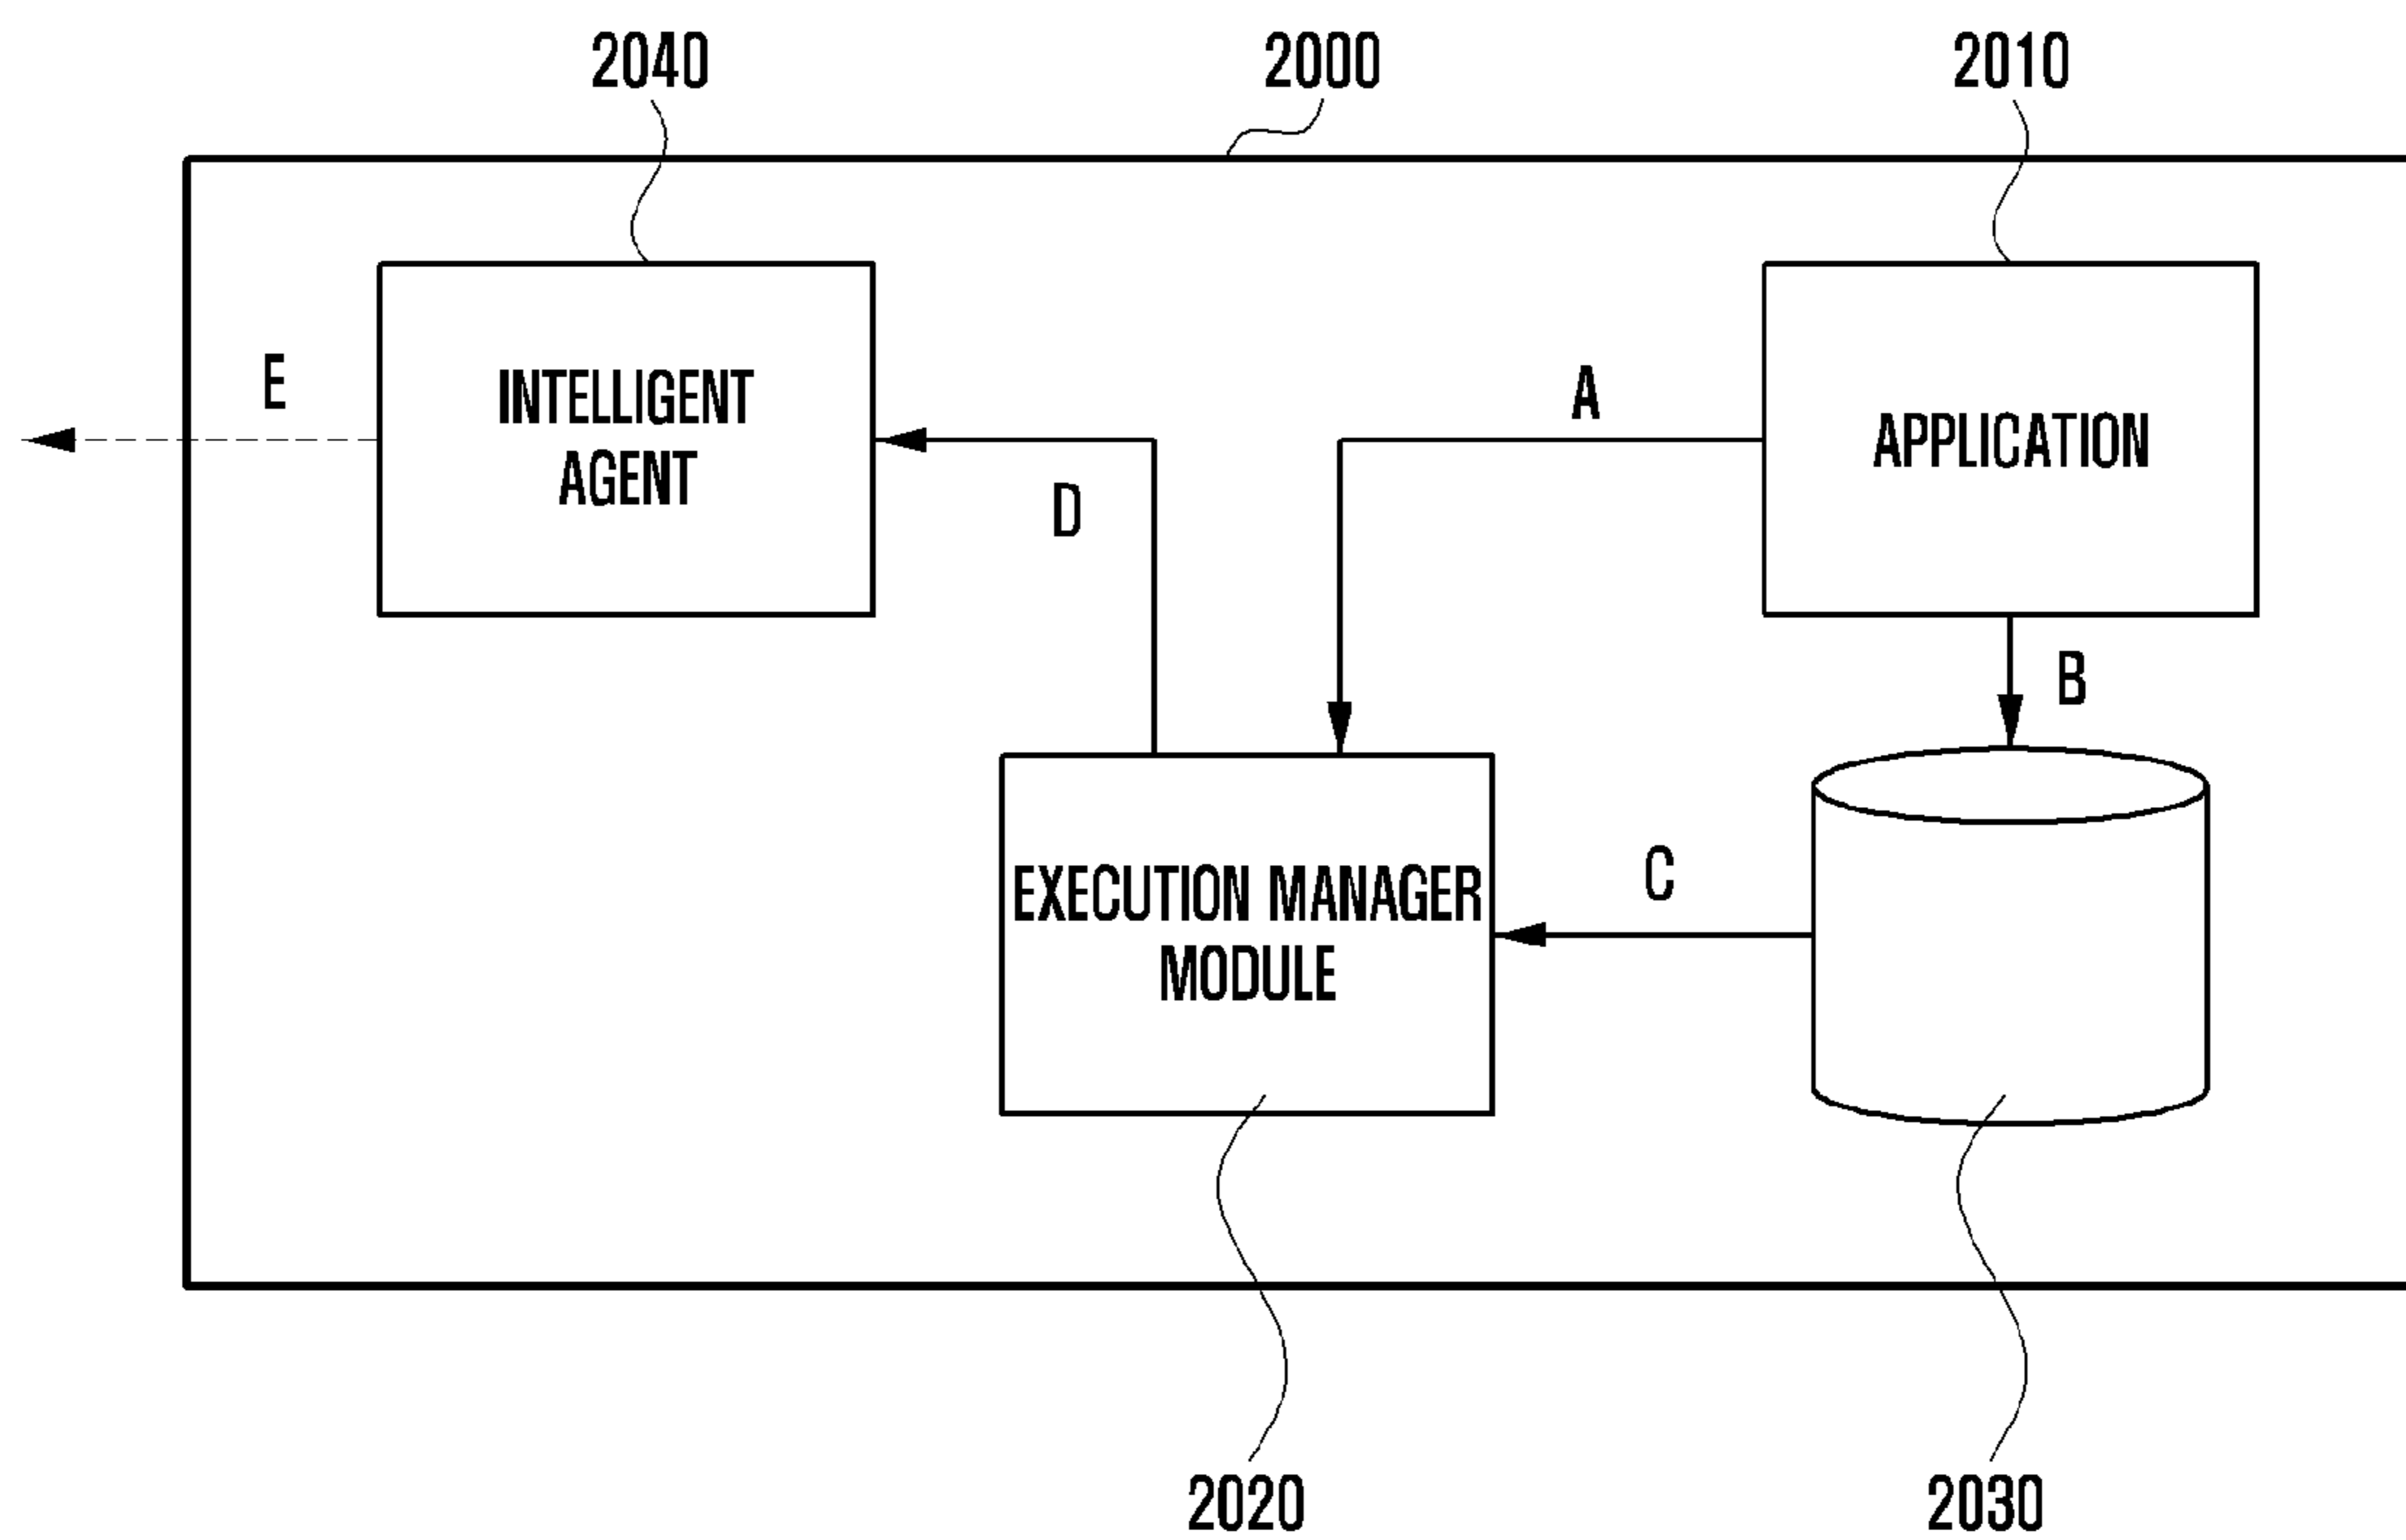 2040
2000
2010
E
INTELLIGENT
AGENT
D
A
APPLICATION
B
EXECUTION MANAGER
MODULE
C
2020
2030